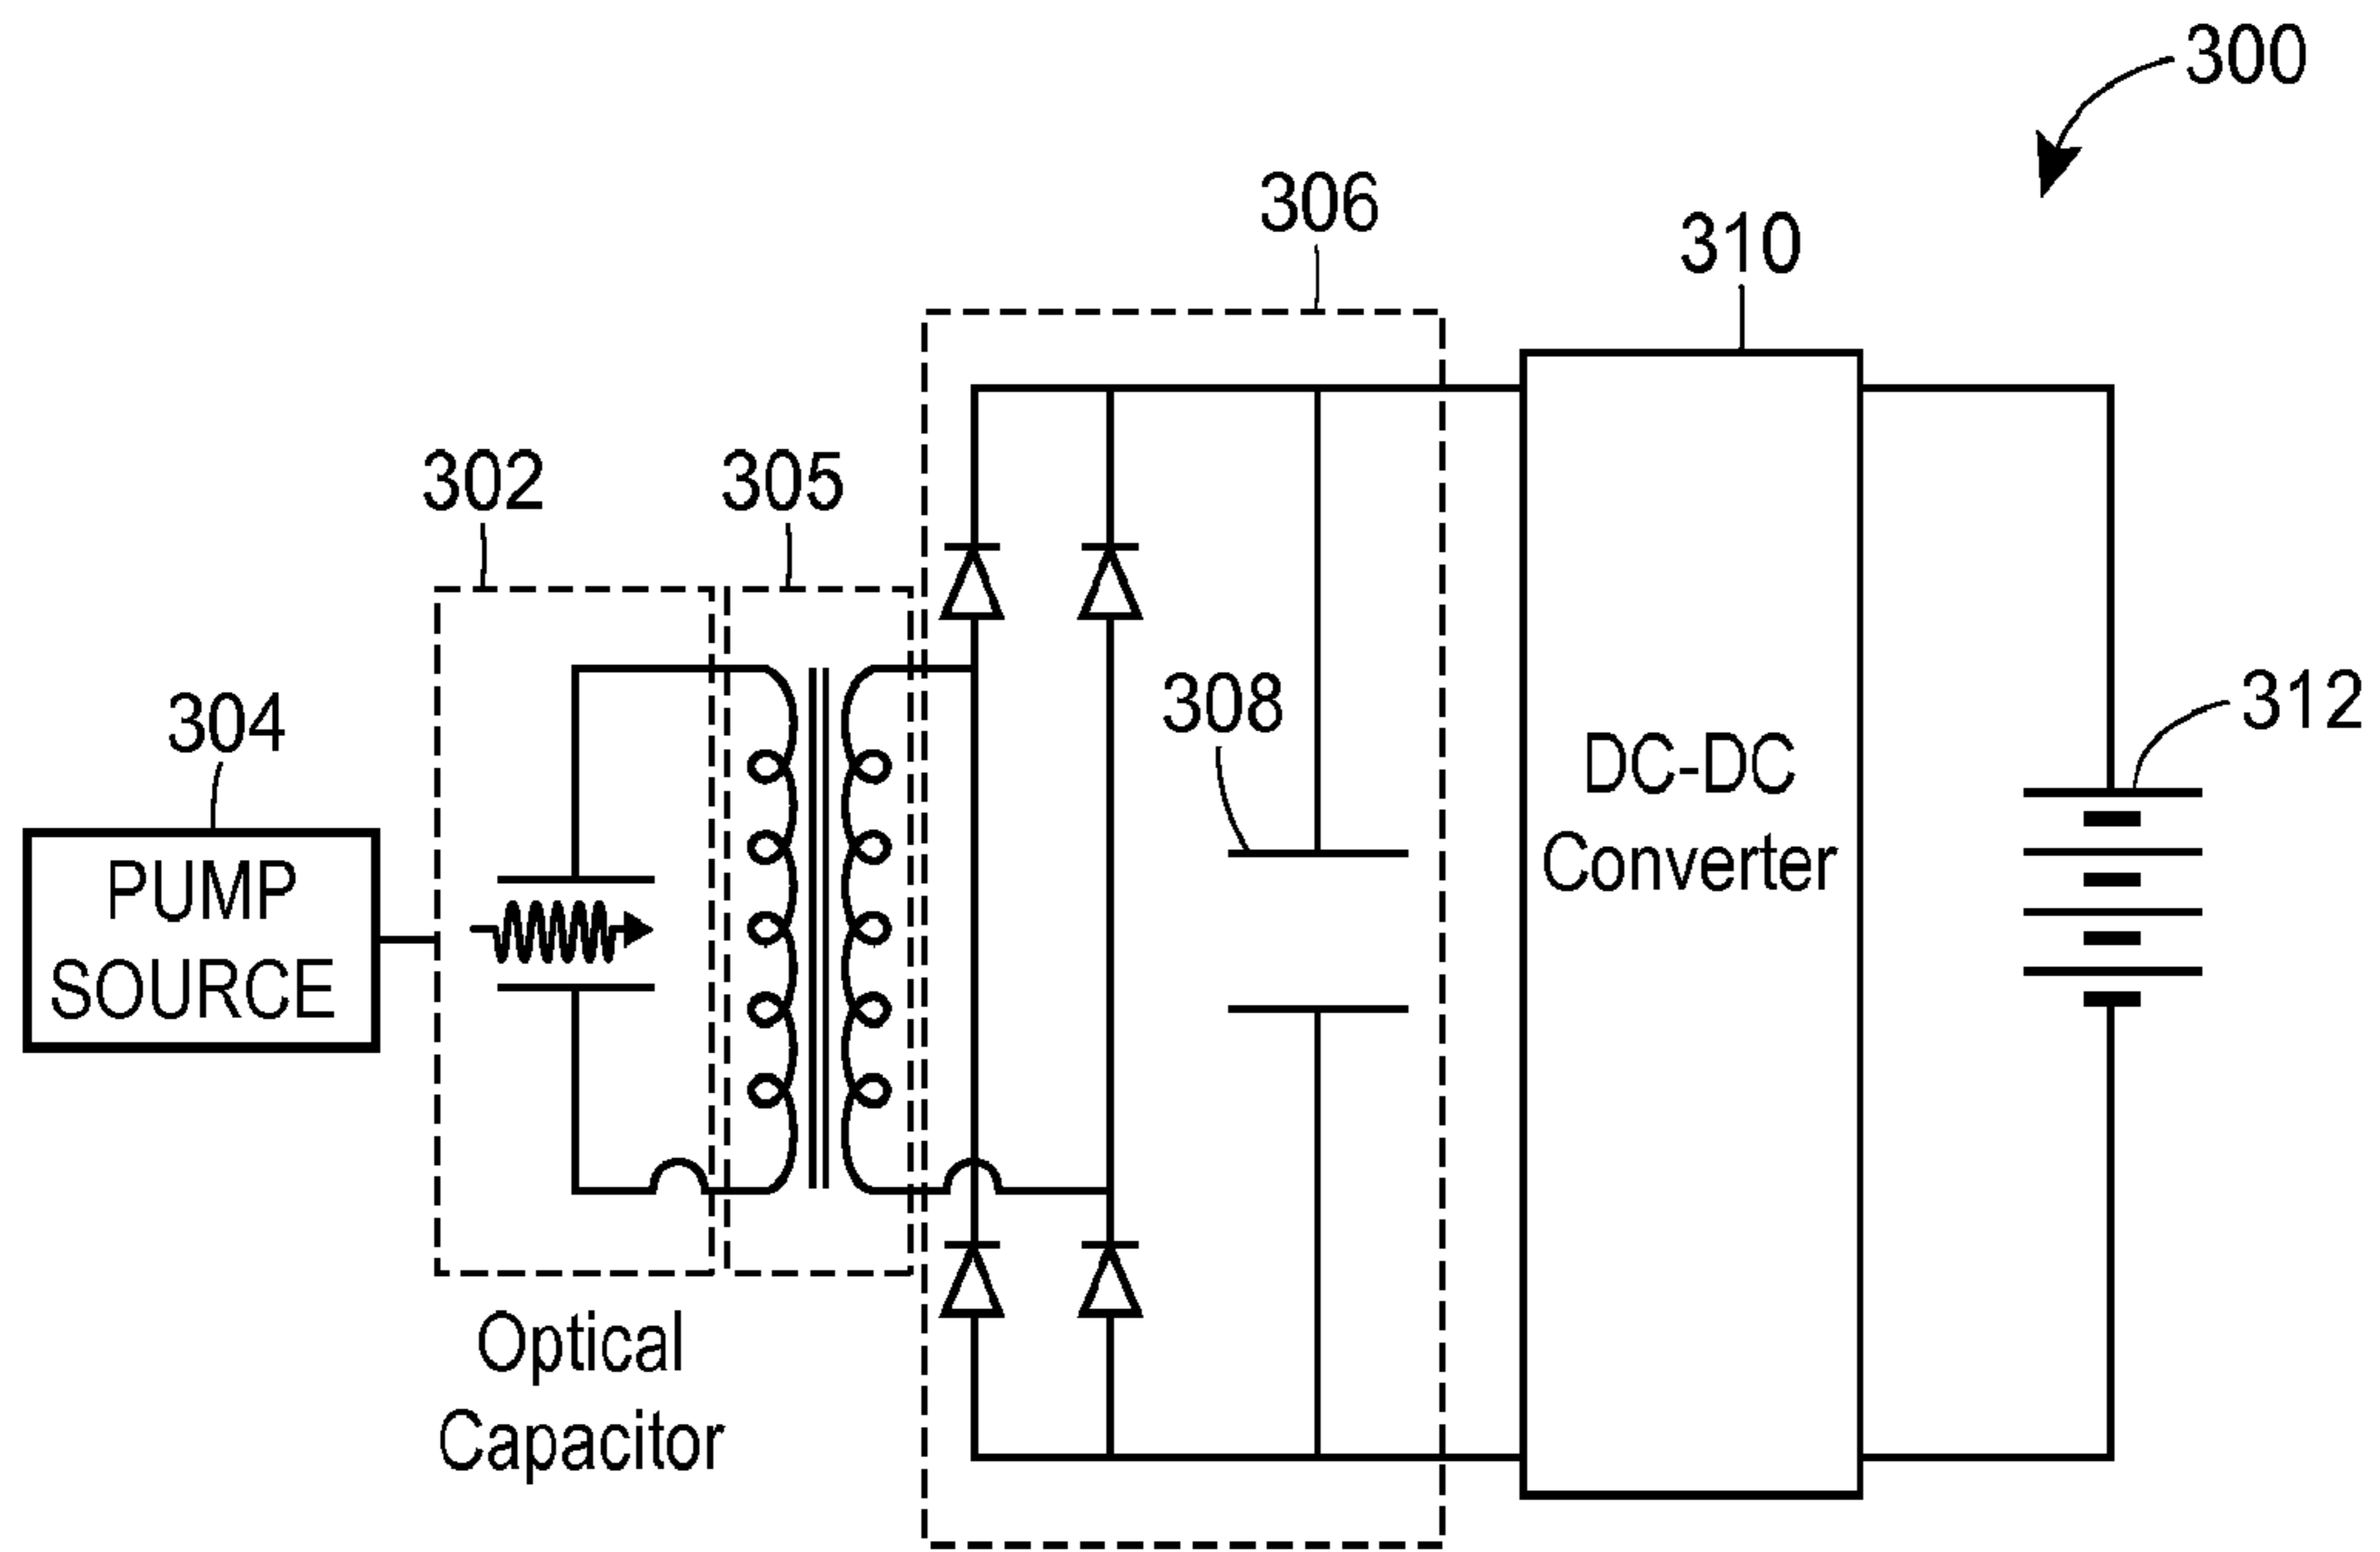 300
306
310
302
305
304
308
312
DC-DC
Converter
PUMP
SOURCE
Optical
Capacitor